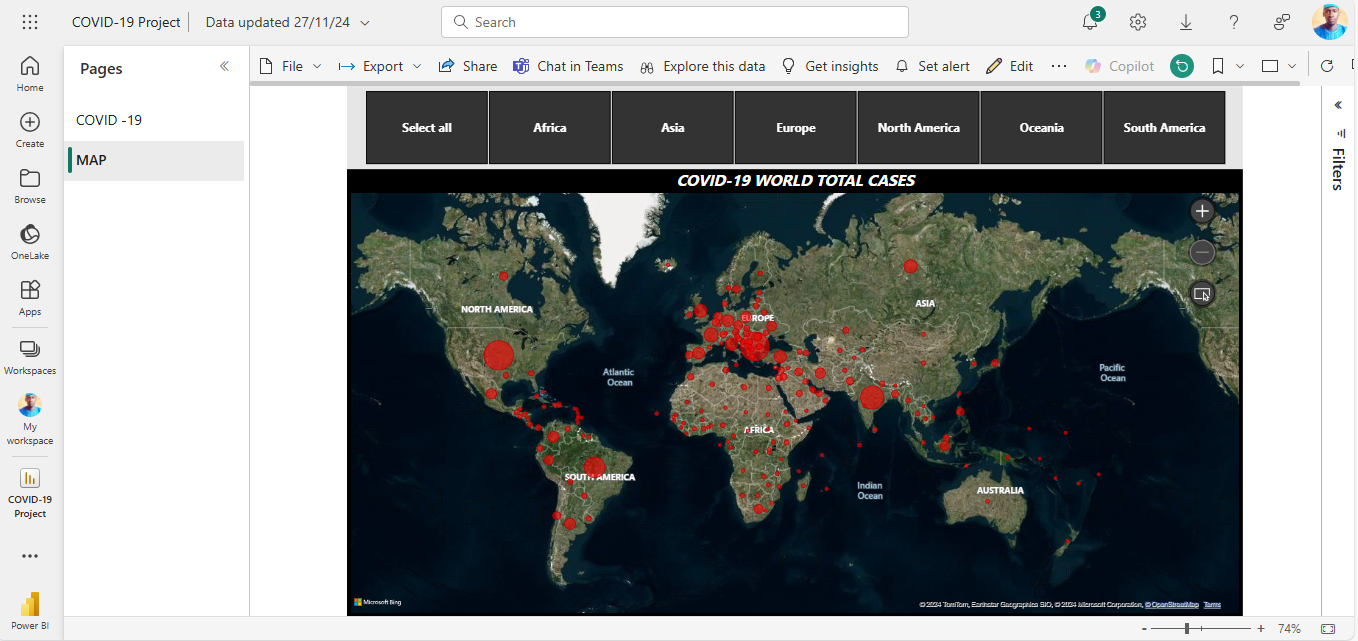 COVID-19 Project
Data updated 27/11/24
Search
3
Home
Create
Browse
OneLake
Apps
Workspaces
My
workspace
COVID-19
Project
Power BI
Pages
COVID -19
MAP
File
Export
Share
Chat in Teams
Explore this data
Get insights
Set alert
Edit
Copilot
Select all
Africa
Asia
Europe
North America
Oceania
South America
COVID-19 WORLD TOTAL CASES
NORTH AMERICA
ASIA
EUROPE
Atlantic
Ocean
Pacific
Ocean
AFRICA
SOUTH AMERICA
Indian
Ocean
AUSTRALIA
Microsoft Bing
© 2024 TomTom, Earthstar Geographics SIO, © 2024 Microsoft Corporation, © OpenStreetMap Terms
Filters
- + 74%